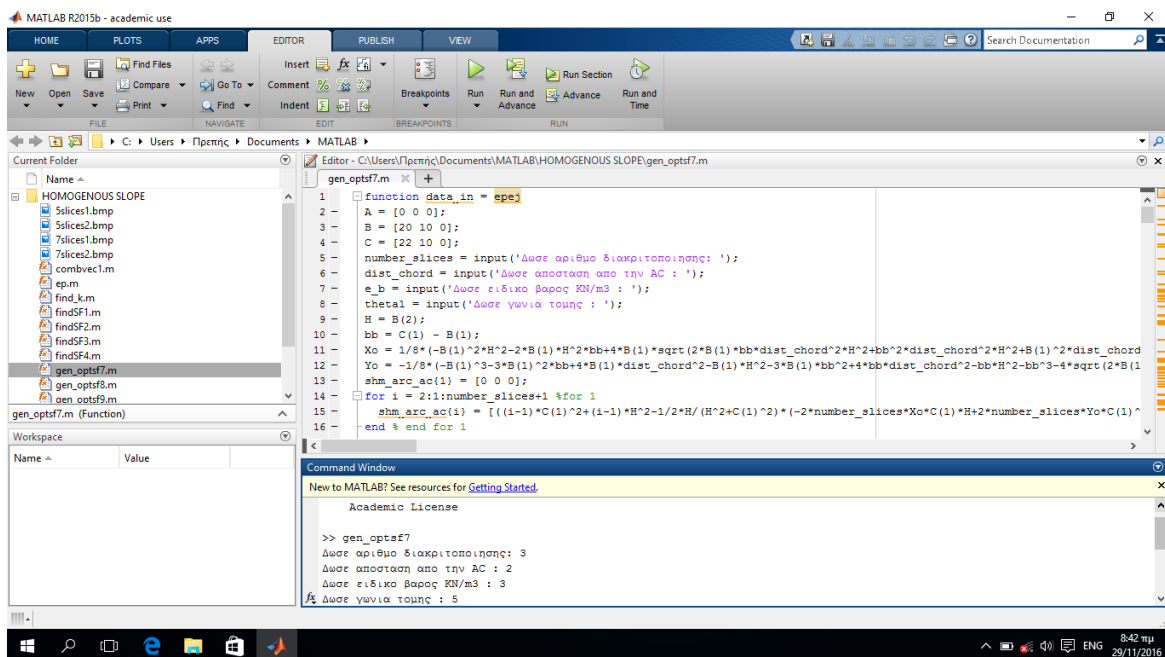 MATLAB R2015b - academic use
HOME PLOTS APPS EDITOR PUBLISH VIEW
Search Documentation
New Open Save
Find Files
Compare
Print
Go To
Find
Insert fx
Comment
Indent
Breakpoints
Run
Run and Advance
Run Section
Advance
Run and Time
FILE NAVIGATE EDIT BREAKPOINTS RUN
C: Users Πρεπής Documents MATLAB
Current Folder
Name
HOMOGENOUS SLOPE
5slices1.bmp
5slices2.bmp
7slices1.bmp
7slices2.bmp
combvec1.m
ep.m
find_k.m
findSF1.m
findSF2.m
findSF3.m
findSF4.m
gen_optsf7.m
gen_optsf8.m
gen_optsf9.m
gen_optsf7.m (Function)
Workspace
Name Value
Editor - C:\Users\Πρεπής\Documents\MATLAB\HOMOGENOUS SLOPE\gen_optsf7.m
gen_optsf7.m
1 function data_in = epej
2 – A = [0 0 0];
3 – B = [20 10 0];
4 – C = [22 10 0];
5 – number_slices = input('Δωσε αριθμο διακριτοποιησης: ');
6 – dist_chord = input('Δωσε αποσταση απο την AC : ');
7 – e_b = input('Δωσε ειδικο βαρος KN/m3 : ');
8 – theta1 = input('Δωσε γωνια τομης : ');
9 – H = B(2);
10 – bb = C(1) - B(1);
11 – Xo = 1/8*(-B(1)^2*H^2-2*B(1)*H^2*bb+4*B(1)*sqrt(2*B(1)*bb*dist_chord^2*H^2+bb^2*dist_chord^2*H^2+B(1)^2*dist_chord
12 – Yo = -1/8*(-B(1)^3-3*B(1)^2*bb+4*B(1)*dist_chord^2-B(1)*H^2-3*B(1)*bb^2+4*bb*dist_chord^2-bb*H^2-bb^3-4*sqrt(2*B(1
13 – shm_arc_ac{1} = [0 0 0];
14 – for i = 2:1:number_slices+1 %for 1
15 – shm_arc_ac{i} = [((i-1)*C(1)^2+(i-1)*H^2-1/2*H/(H^2+C(1)^2)*(-2*number_slices*Xo*C(1)*H+2*number_slices*Yo*C(1)^
16 – end % end for 1
Command Window
New to MATLAB? See resources for Getting Started.
Academic License
>> gen_optsf7
Δωσε αριθμο διακριτοποιησης: 3
Δωσε αποσταση απο την AC : 2
Δωσε ειδικο βαρος KN/m3 : 3
fx Δωσε γωνια τομης : 5
ENG
8:42 πμ
29/11/2016